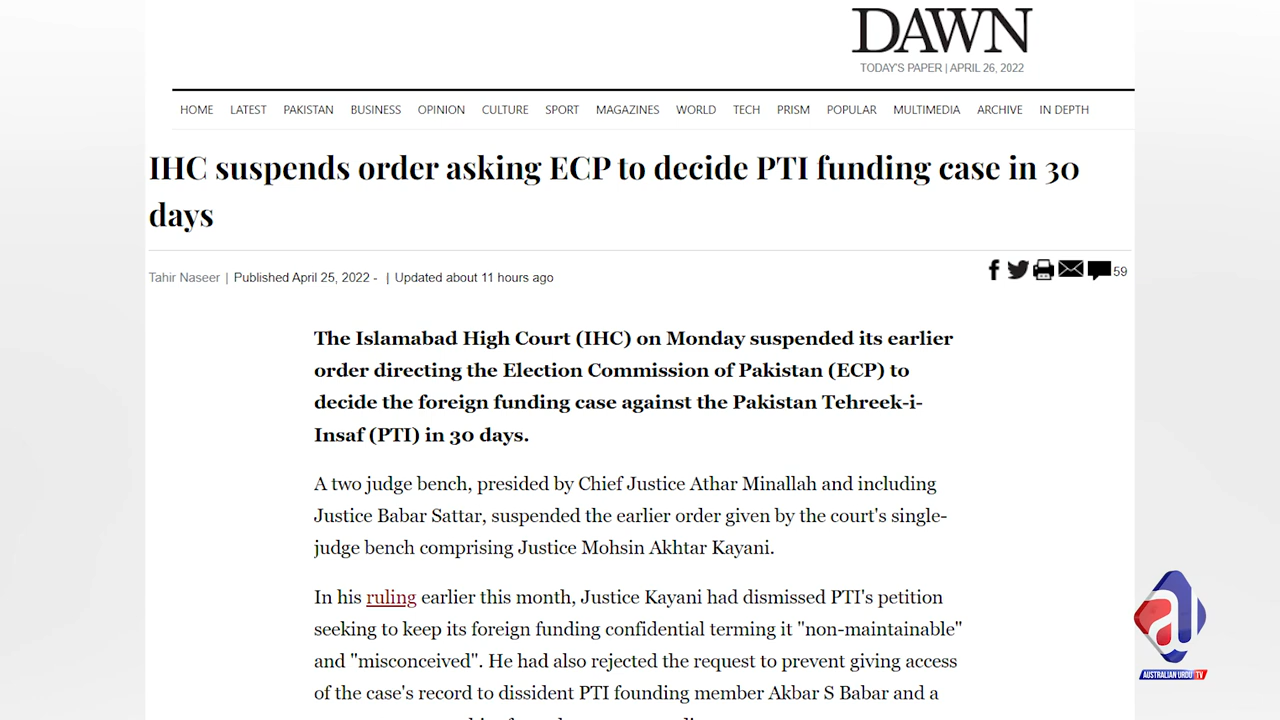 DAWN
TODAY'S PAPER | APRIL 26, 2022
HOME LATEST PAKISTAN BUSINESS OPINION CULTURE SPORT MAGAZINES WORLD TECH PRISM POPULAR MULTIMEDIA ARCHIVE IN DEPTH
IHC suspends order asking ECP to decide PTI funding case in 30
days
Tahir Naseer | Published April 25, 2022 - | Updated about 11 hours ago
59
The Islamabad High Court (IHC) on Monday suspended its earlier
order directing the Election Commission of Pakistan (ECP) to
decide the foreign funding case against the Pakistan Tehreek-i-
Insaf (PTI) in 30 days.
A two judge bench, presided by Chief Justice Athar Minallah and including
Justice Babar Sattar, suspended the earlier order given by the court's single-
judge bench comprising Justice Mohsin Akhtar Kayani.
In his ruling earlier this month, Justice Kayani had dismissed PTI's petition
seeking to keep its foreign funding confidential terming it "non-maintainable"
and "misconceived". He had also rejected the request to prevent giving access
of the case's record to dissident PTI founding member Akbar S Babar and a
AUSTRALIAN URDU TV